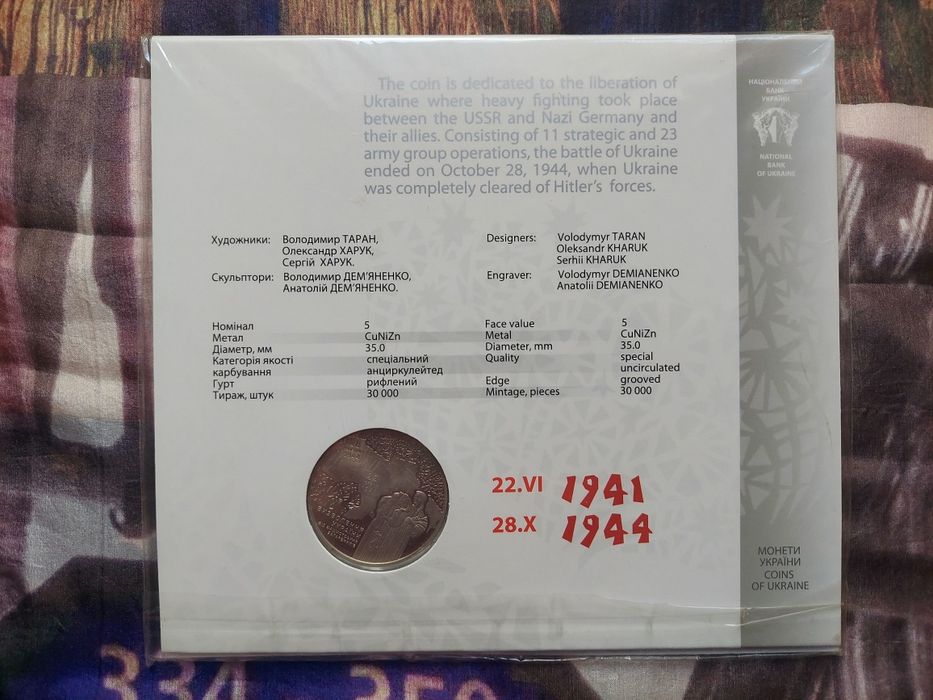 The coin is dedicated to the liberation of
Ukraine where heavy fighting took place
between the USSR and Nazi Germany and
their allies. Consisting of 11 strategic and 23
army group operations, the battle of Ukraine
ended on October 28, 1944, when Ukraine
was completely cleared of Hitler's forces.
НАЦІОНАЛЬНИЙ
БАНК
УКРАЇНИ
NATIONAL
BANK
OF UKRAINE
Художники: Володимир ТАРАН,
Олександр ХАРУК,
Сергій ХАРУК.
Скульптори: Володимир ДЕМ'ЯНЕНКО,
Анатолій ДЕМ'ЯНЕНКО.
Designers: Volodymyr TARAN
Oleksandr KHARUK
Serhii KHARUK
Engraver: Volodymyr DEMIANENKO
Anatolii DEMIANENKO
Номінал 5
Метал CuNiZn
Діаметр, мм 35.0
Категорія якості спеціальний
карбування анциркулейтед
Гурт рифлений
Тираж, штук 30 000
Face value 5
Metal CuNiZn
Diameter, mm 35.0
Quality special
uncirculated
Edge grooved
Mintage, pieces 30 000
22.VI 1941
28.X 1944
ВИЗВОЛЕННЯ
УКРАЇНИ
МОНЕТИ
УКРАЇНИ
COINS
OF UKRAINE
334 350